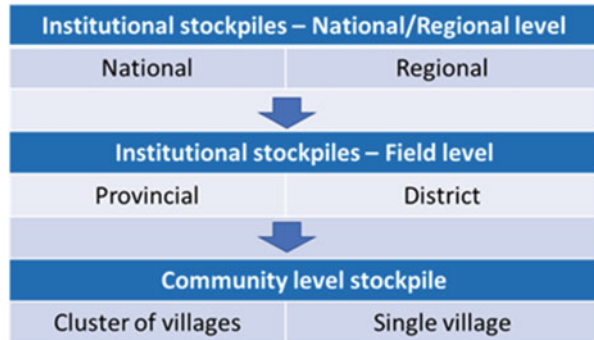 Institutional stockpiles – National/Regional level
National Regional
Institutional stockpiles – Field level
Provincial District
Community level stockpile
Cluster of villages Single village